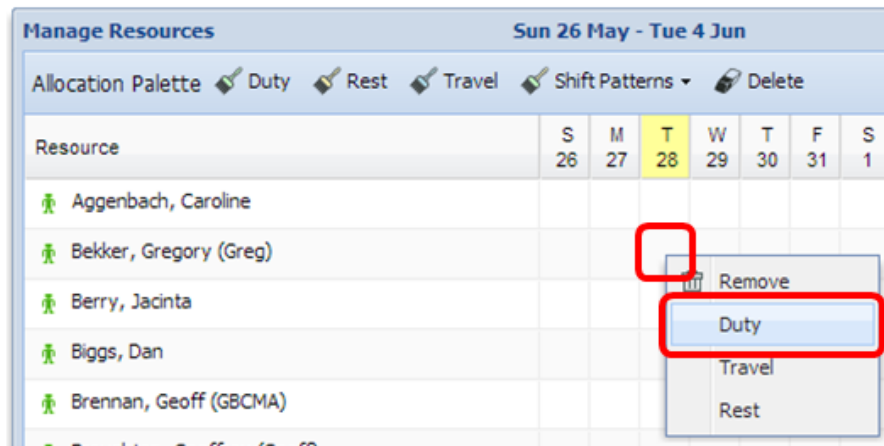 Manage Resources Sun 26 May - Tue 4 Jun
Allocation Palette Duty Rest Travel Shift Patterns Delete
Resource S M T W T F S
26 27 28 29 30 31 1
Aggenbach, Caroline
Bekker, Gregory (Greg)
Remove
Berry, Jacinta
Duty
Biggs, Dan
Travel
Brennan, Geoff (GBCMA)
Rest